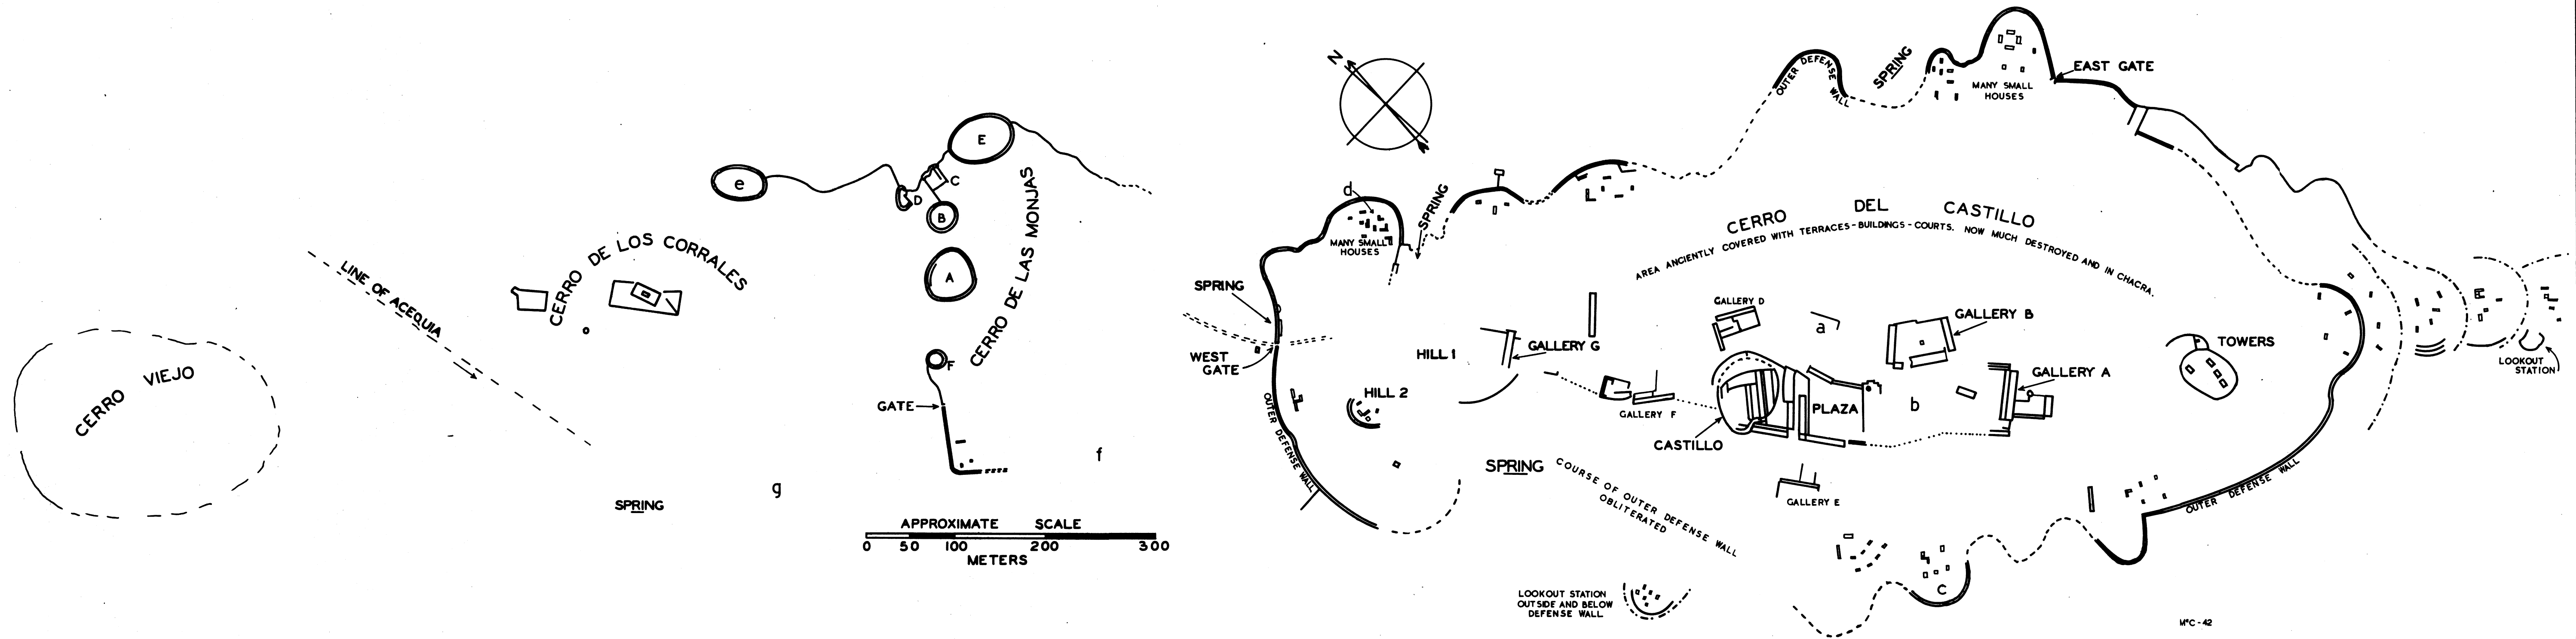 CERRO VIEJO
LINE OF ACEQUIA
CERRO DE LOS CORRALES
SPRING
g
e
E
C
D
B
A
F
CERRO DE LAS MONJAS
GATE
f
APPROXIMATE SCALE
0 50 100 200 300
METERS
N
d
SPRING
MANY SMALL
HOUSES
SPRING
WEST
GATE
OUTER DEFENSE WALL
HILL 1
HILL 2
GALLERY G
SPRING
COURSE OF OUTER DEFENSE WALL
OBLITERATED
LOOKOUT STATION
OUTSIDE AND BELOW
DEFENSE WALL
OUTER DEFENSE WALL
SPRING
MANY SMALL
HOUSES
EAST GATE
CERRO DEL CASTILLO
AREA ANCIENTLY COVERED WITH TERRACES-BUILDINGS-COURTS. NOW MUCH DESTROYED AND IN CHACRA.
GALLERY D
a
GALLERY B
GALLERY F
CASTILLO
PLAZA
b
GALLERY A
GALLERY E
TOWERS
LOOKOUT
STATION
OUTER DEFENSE WALL
C
McC-42